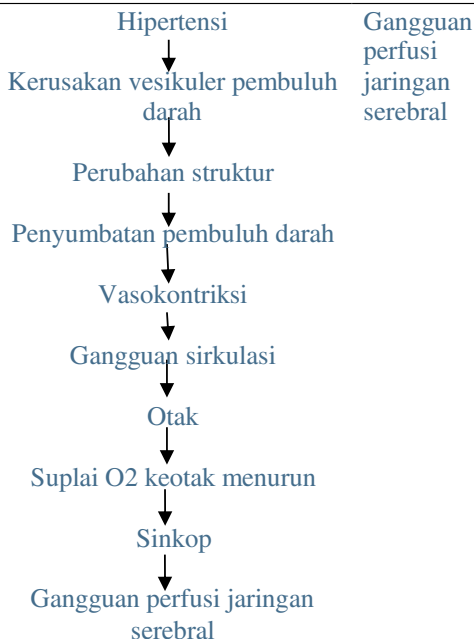 Hipertensi
Kerusakan vesikuler pembuluh
darah
Perubahan struktur
Penyumbatan pembuluh darah
Vasokontriksi
Gangguan sirkulasi
Otak
Suplai O2 keotak menurun
Sinkop
Gangguan perfusi jaringan
serebral
Gangguan
perfusi
jaringan
serebral